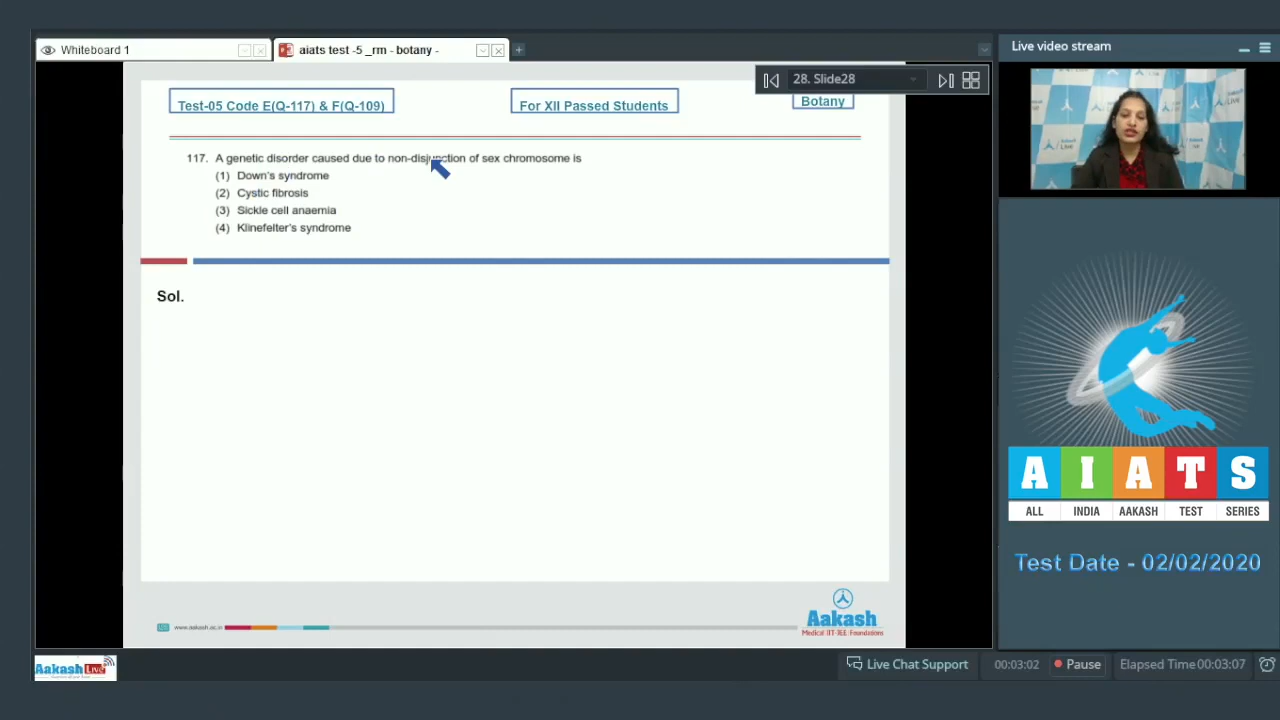 Whiteboard 1
aiats test -5 _rm - botany -
Live video stream
28. Slide28
Test-05 Code E(Q-117) & F(Q-109)
For XII Passed Students
Botany
117. A genetic disorder caused due to non-disjunction of sex chromosome is
(1) Down's syndrome
(2) Cystic fibrosis
(3) Sickle cell anaemia
(4) Klinefelter's syndrome
Sol.
A I A T S
ALL INDIA AAKASH TEST SERIES
Test Date - 02/02/2020
Aakash
Medical|IIT-JEE|Foundations
www.aakash.ac.in
Aakash Live
Live Chat Support
00:03:02
Pause
Elapsed Time 00:03:07